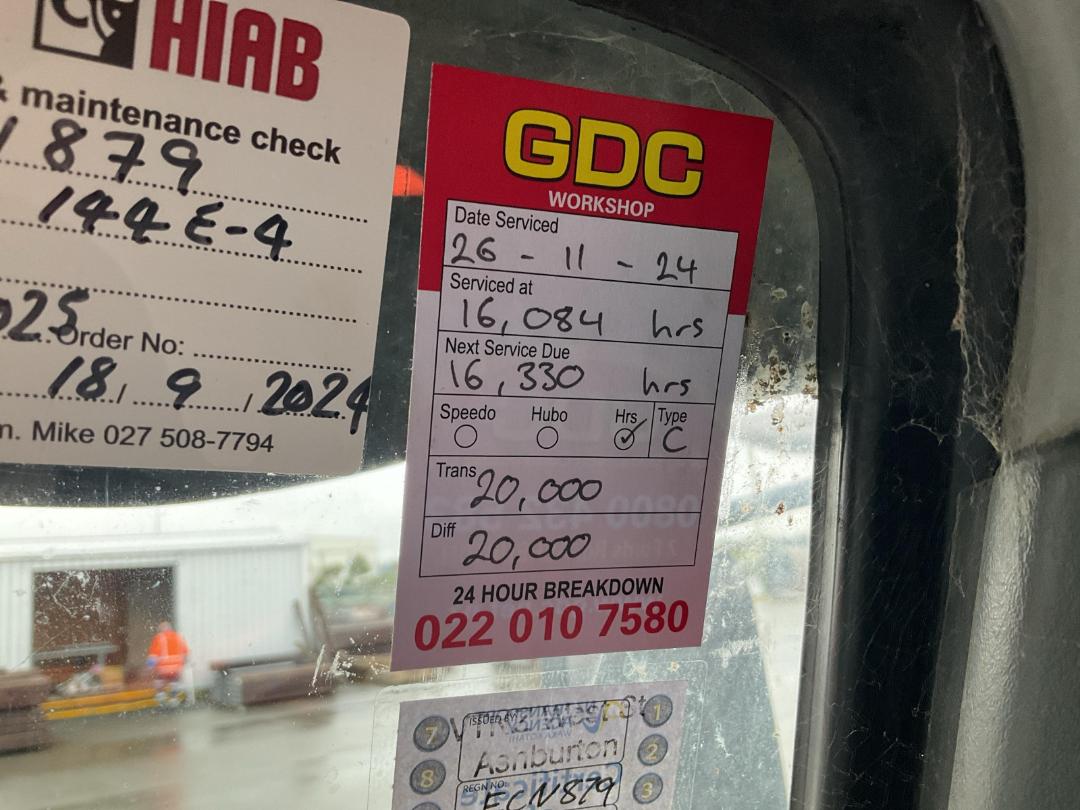 HIAB
& maintenance check
879
144 E-4
025
Order No:
18 / 9 / 2024
m. Mike 027 508-7794
GDC
WORKSHOP
Date Serviced
26 - 11 - 24
Serviced at
16,084 hrs
Next Service Due
16,330 hrs
Speedo Hubo Hrs Type
C
Trans 20,000
Diff 20,000
24 HOUR BREAKDOWN
022 010 7580
ISSUED BY
7 1
Ashburton
8 2
REGN NO.
ECN879
3